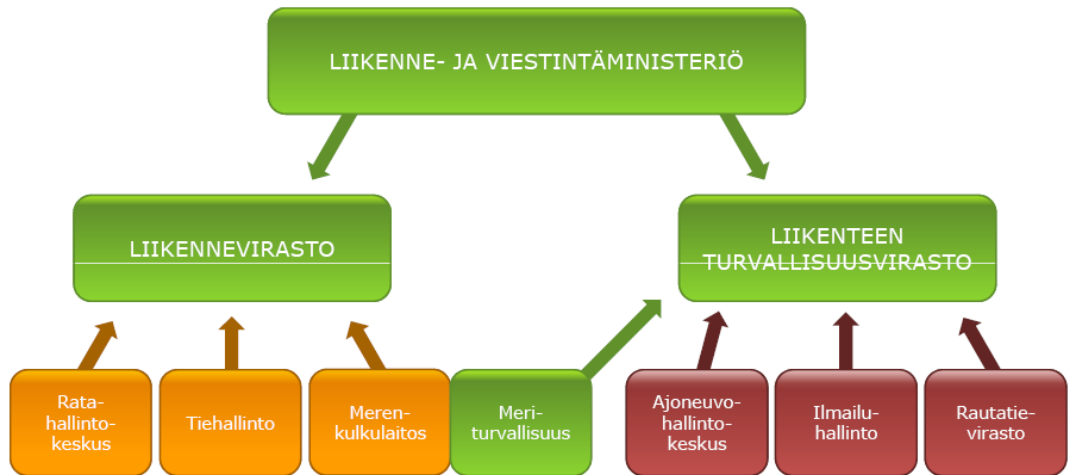 LIIKENNE- JA VIESTINTÄMINISTERIÖ
LIIKENNEVIRASTO
LIIKENTEEN
TURVALLISUUSVIRASTO
Rata-
hallinto-
keskus
Tiehallinto
Meren-
kulkulaitos
Meri-
turvallisuus
Ajoneuvo-
hallinto-
keskus
Ilmailu-
hallinto
Rautatie-
virasto